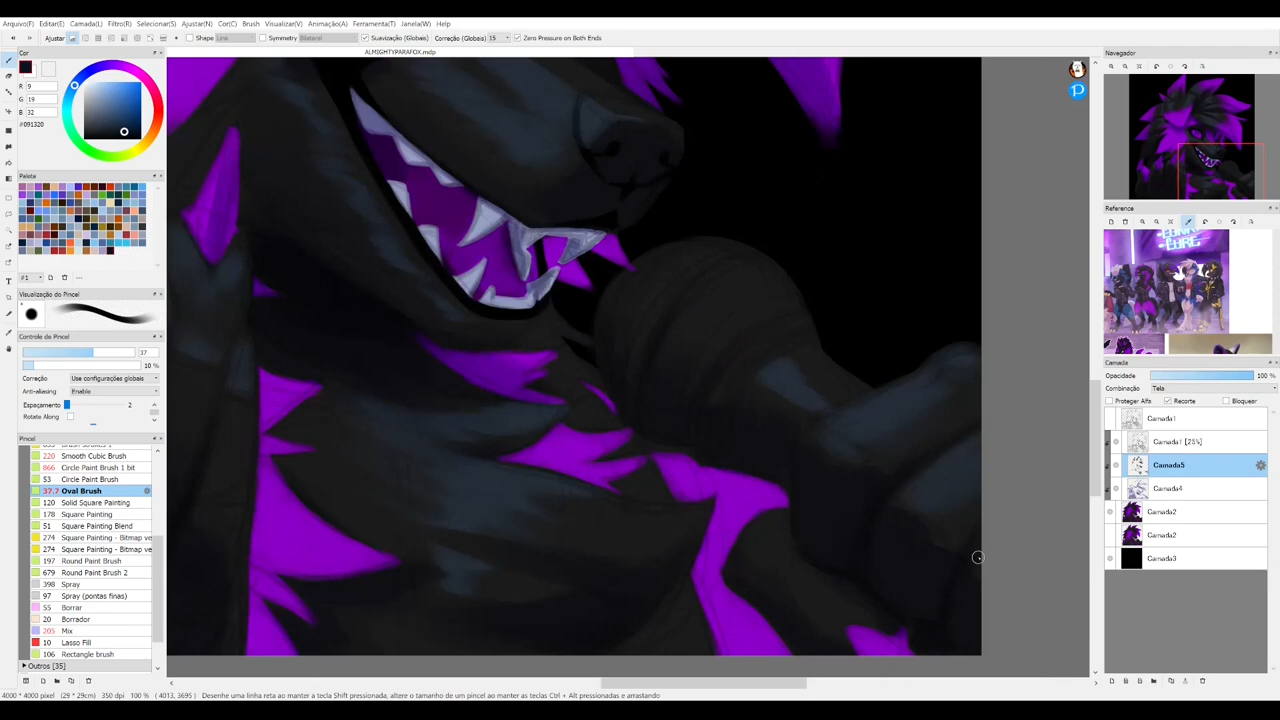 Arquivo(F) Editar(E) Camada(L) Filtro(R) Selecionar(S) Ajustar(N) Cor(C) Brush Visualizar(V) Animação(A) Ferramenta(T) Janela(W) Help
Ajustar Shape Line Symmetry Bilateral Suavização (Globais) Correção (Globais) 15 Zero Pressure on Both Ends
ALMIGHTYPARAFOX.mdp
Cor
R 9
G 19
B 32
#091320
Paleta
#1
Visualização do Pincel
Controle de Pincel
37
10 %
Correção Use configurações globais
Anti-aliasing Enable
Espaçamento 2
Rotate Along
Pincel
220 Smooth Cubic Brush
866 Circle Paint Brush 1 bit
53 Circle Paint Brush
37.7 Oval Brush
120 Solid Square Painting
178 Square Painting
51 Square Painting Blend
274 Square Painting - Bitmap ve
274 Square Painting - Bitmap ve
197 Round Paint Brush
679 Round Paint Brush 2
398 Spray
97 Spray (pontas finas)
55 Borrar
20 Borrador
205 Mix
10 Lasso Fill
106 Rectangle brush
Outros [35]
Navegador
Reference
Camada
Opacidade 100 %
Combinação Tela
Proteger Alfa Recorte Bloquear
Camada1
Camada1 [25%]
Camada5
Camada4
Camada2
Camada2
Camada3
4000 * 4000 pixel (29 * 29cm) 350 dpi 100 % ( 4013, 3695 ) Desenhe uma linha reta ao manter a tecla Shift pressionada, altere o tamanho de um pincel ao manter as teclas Ctrl + Alt pressionadas e arrastando